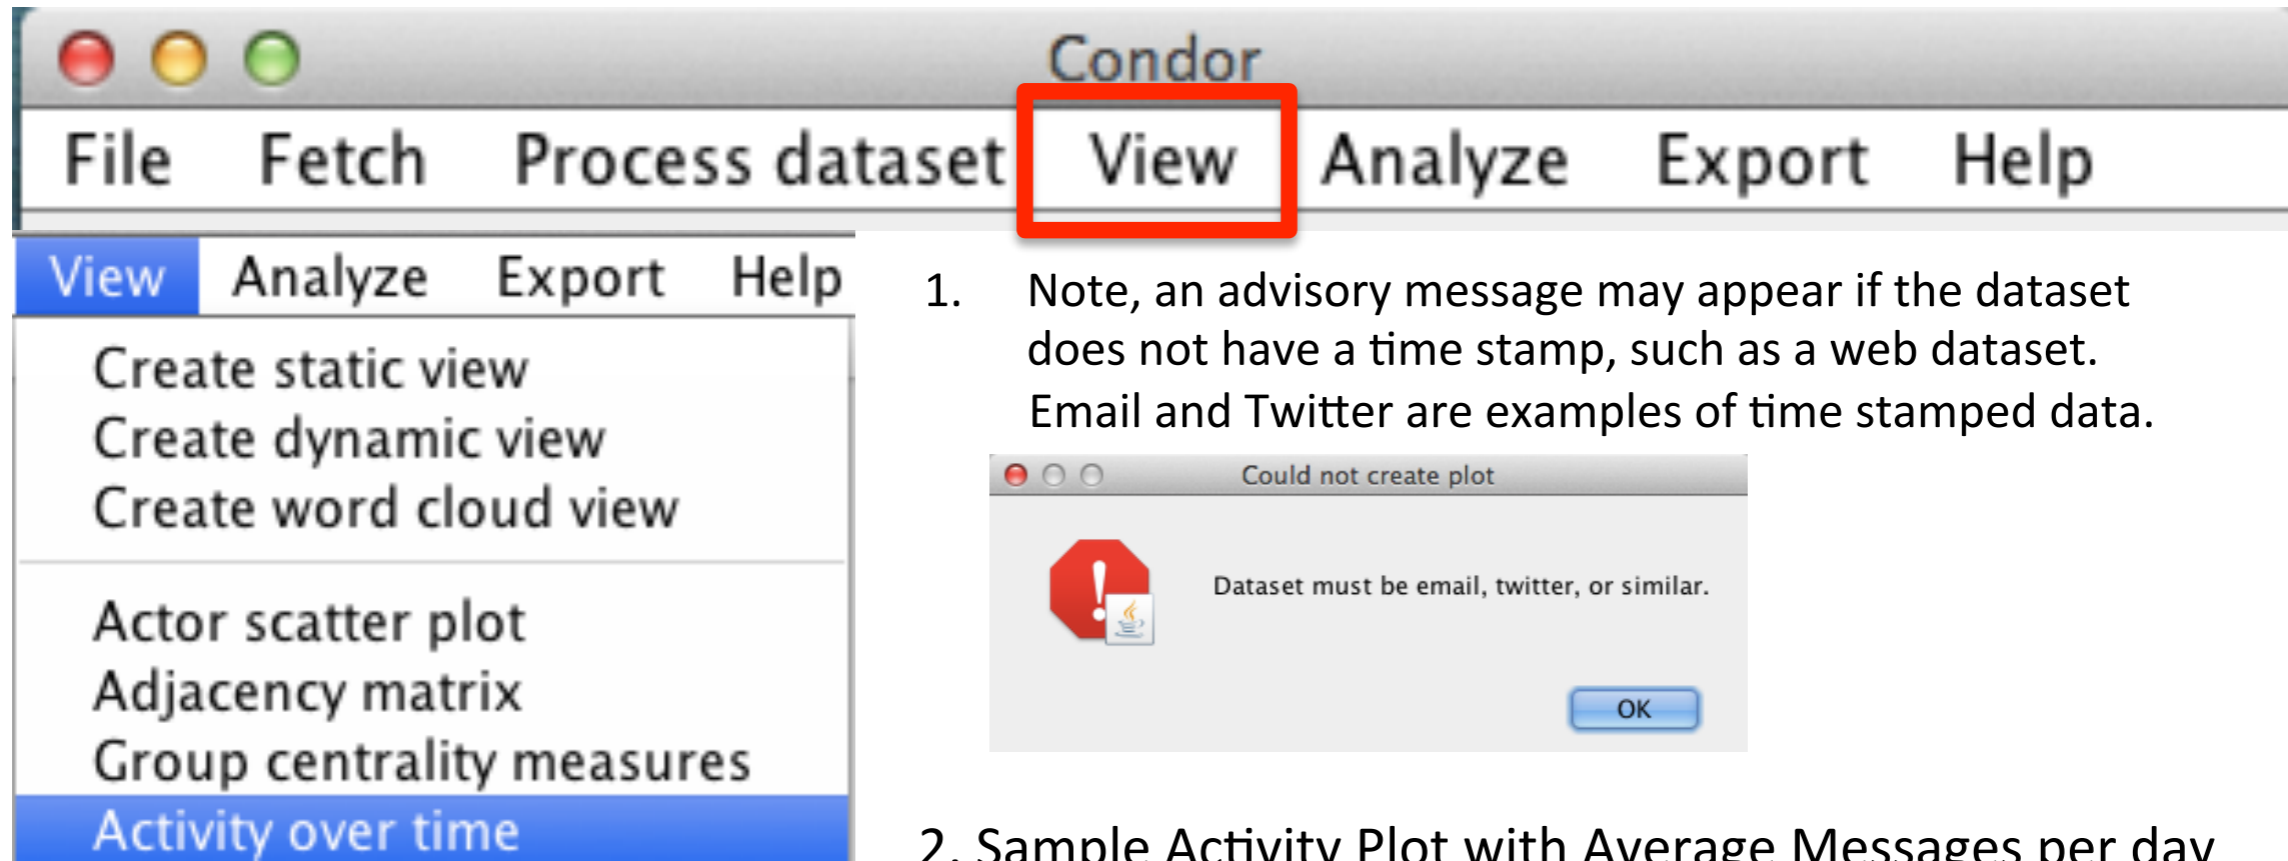 Condor
File Fetch Process dataset View Analyze Export Help
View Analyze Export Help
Create static view
Create dynamic view
Create word cloud view
Actor scatter plot
Adjacency matrix
Group centrality measures
Activity over time
1. Note, an advisory message may appear if the dataset
does not have a time stamp, such as a web dataset.
Email and Twitter are examples of time stamped data.
Could not create plot
Dataset must be email, twitter, or similar.
OK
2. Sample Activity Plot with Average Messages per day